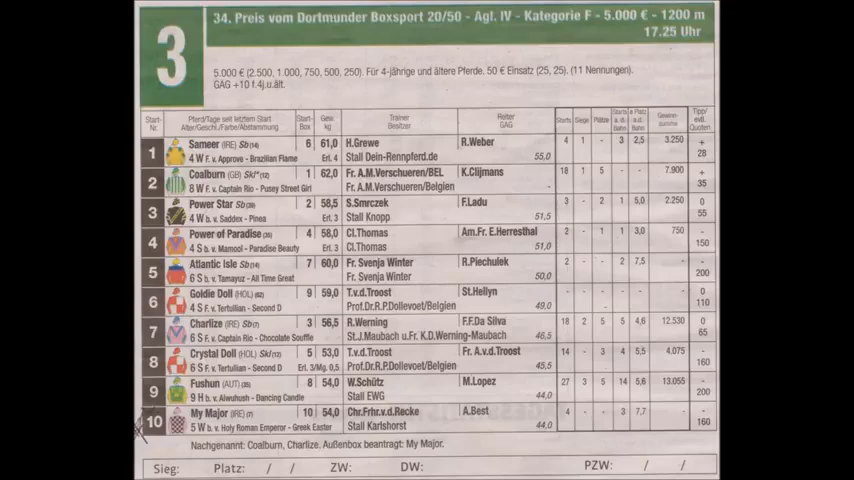 3
34. Preis vom Dortmunder Boxsport 20/50 - Agl. IV - Kategorie F - 5.000 € - 1200 m
17.25 Uhr
5.000 € (2.500, 1.000, 750, 500, 250). Für 4-jährige und ältere Pferde. 50 € Einsatz (25, 25). (11 Nennungen).
GAG +10 f.4j.u.ält.
Start-Nr. Pferd/Tage seit letztem Start Alter/Geschl./Farbe/Abstammung Start-Box Gew. kg Trainer Besitzer Reiter GAG Starts Siege Plätze Starts a. d. Bahn ø Platz a.d. Bahn Gewinn-summe Tipp/ evtl. Quoten
1 Sameer (IRE) Sb (14) 6 61,0 H.Grewe R.Weber 4 1 - 3 2,5 3.250 +
4 W F. v. Approve - Brazilian Flame Erl. 4 Stall Dein-Rennpferd.de 55,0 28
2 Coalburn (GB) Skl* (12) 1 62,0 Fr. A.M.Verschueren/BEL K.Clijmans 18 1 5 - - 7.900 +
8 W F. v. Captain Rio - Pusey Street Girl Fr. A.M.Verschueren/Belgien - 35
3 Power Star Sb (39) 2 58,5 S.Smrczek F.Ladu 3 - 2 1 5,0 2.250 0
4 W b. v. Saddex - Pinea Erl. 3 Stall Knopp 51,5 55
4 Power of Paradise (35) 4 58,0 Cl.Thomas Am.Fr. E.Herresthal 2 - 1 1 3,0 750 -
4 S b. v. Mamool - Paradise Beauty Erl. 3 Cl.Thomas 51,0 150
5 Atlantic Isle Sb (14) 7 60,0 Fr. Svenja Winter R.Piechulek 2 - - 2 7,5 - -
6 S b. v. Tamayuz - All Time Great Fr. Svenja Winter 50,0 200
6 Goldie Doll (HOL) (62) 9 59,0 T.v.d.Troost St.Hellyn - - - - - - 0
4 S F. v. Tertullian - Second D Prof.Dr.R.P.Dollevoet/Belgien 49,0 110
7 Charlize (IRE) Sb (7) 3 56,5 R.Werning F.F.Da Silva 18 2 5 5 4,6 12.530 0
6 S F. v. Captain Rio - Chocolate Souffle St.J.Maubach u.Fr. K.D.Werning-Maubach 46,5 65
8 Crystal Doll (HOL) Skl (12) 5 53,0 T.v.d.Troost Fr. A.v.d.Troost 14 - 3 4 5,5 4.075 -
6 S F. v. Tertullian - Second D Erl. 3/Mg. 0,5 Prof.Dr.R.P.Dollevoet/Belgien 45,5 160
9 Fushun (AUT) (35) 8 54,0 W.Schütz M.Lopez 27 3 5 14 5,6 13.055 -
9 H b. v. Alwuhush - Dancing Candle Stall EWG 44,0 200
10 My Major (IRE) (7) 10 54,0 Chr.Frhr.v.d.Recke A.Best 4 - - 3 7,7 - -
5 W b. v. Holy Roman Emperor - Greek Easter Stall Karlshorst 44,0 160
Nachgenannt: Coalburn, Charlize. Außenbox beantragt: My Major.
Sieg: Platz: / / ZW: DW: PZW: / /